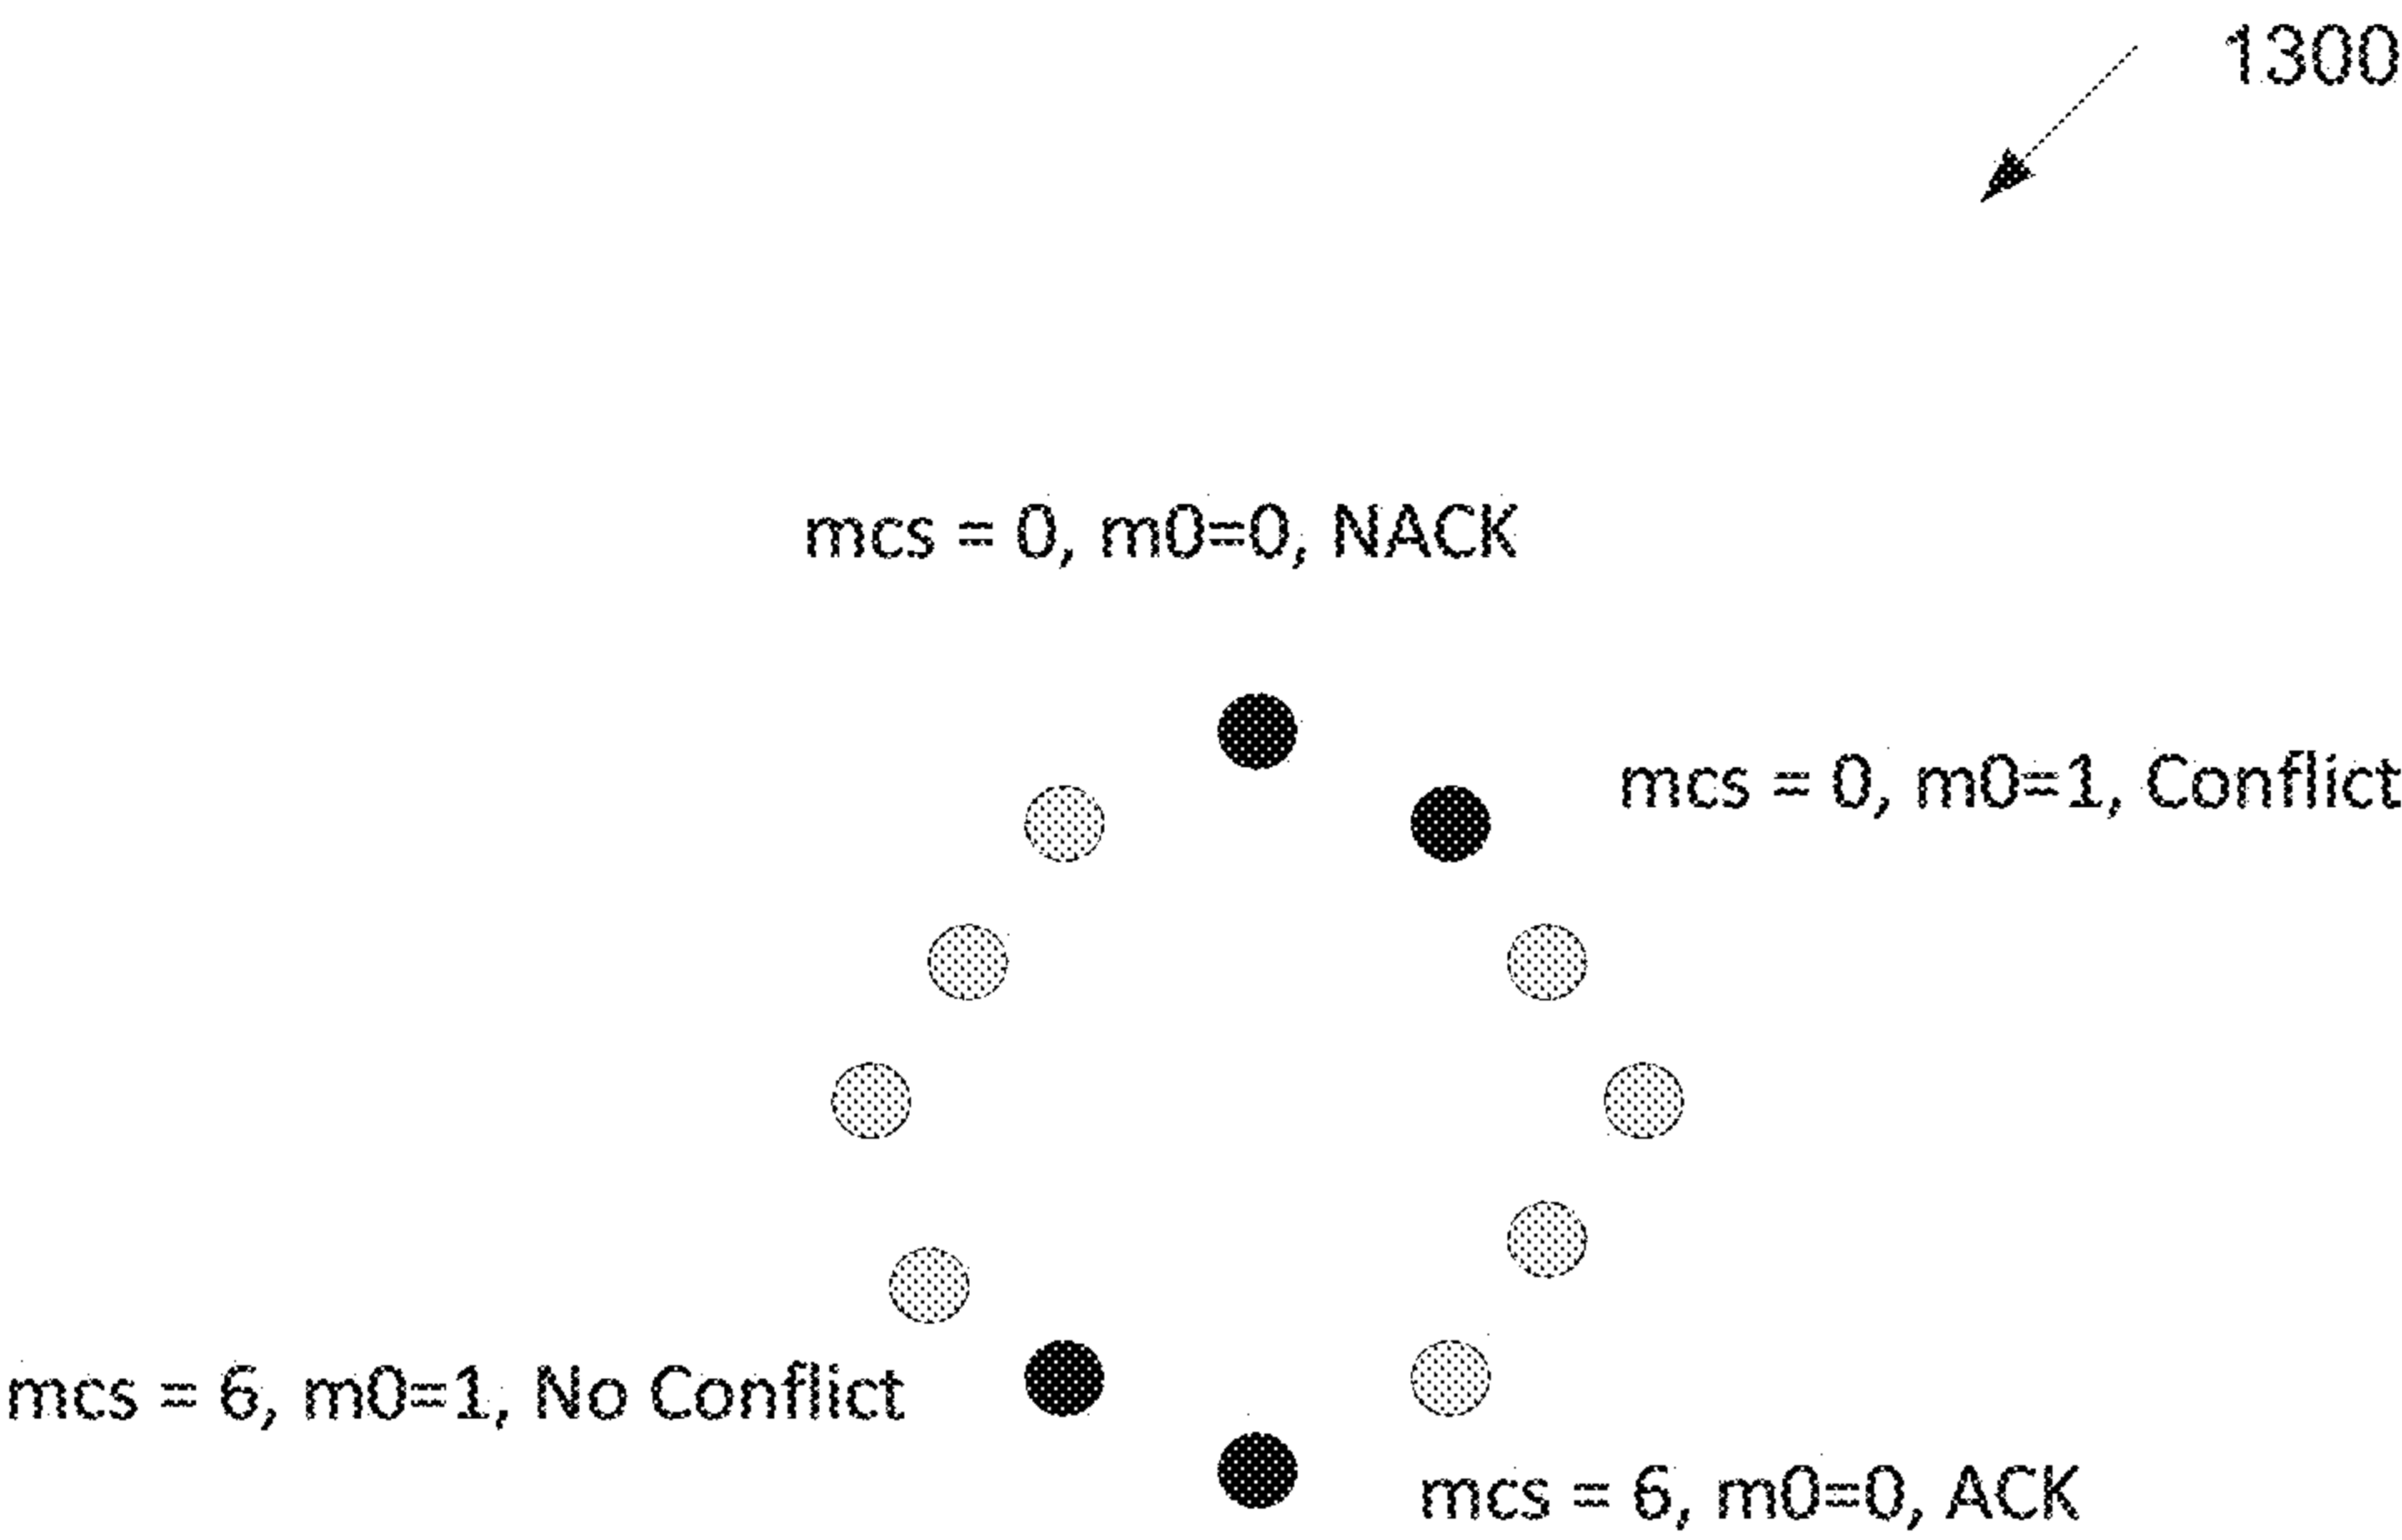 1300
mcs = 0, m0=0, NACK
mcs = 0, m0=1, Conflict
mcs = 6, m0=1, No Conflict
mcs = 6, m0=0, ACK